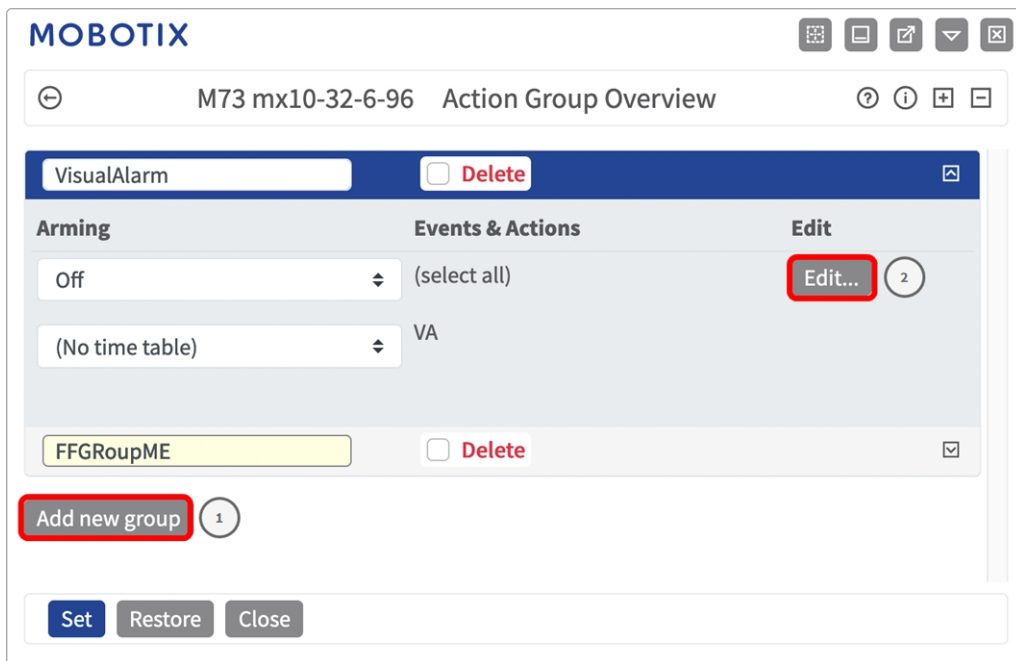 MOBOTIX
M73 mx10-32-6-96 Action Group Overview
VisualAlarm Delete
Arming Events & Actions Edit
Off (select all) Edit... 2
(No time table) VA
FFGRoupME Delete
Add new group 1
Set Restore Close